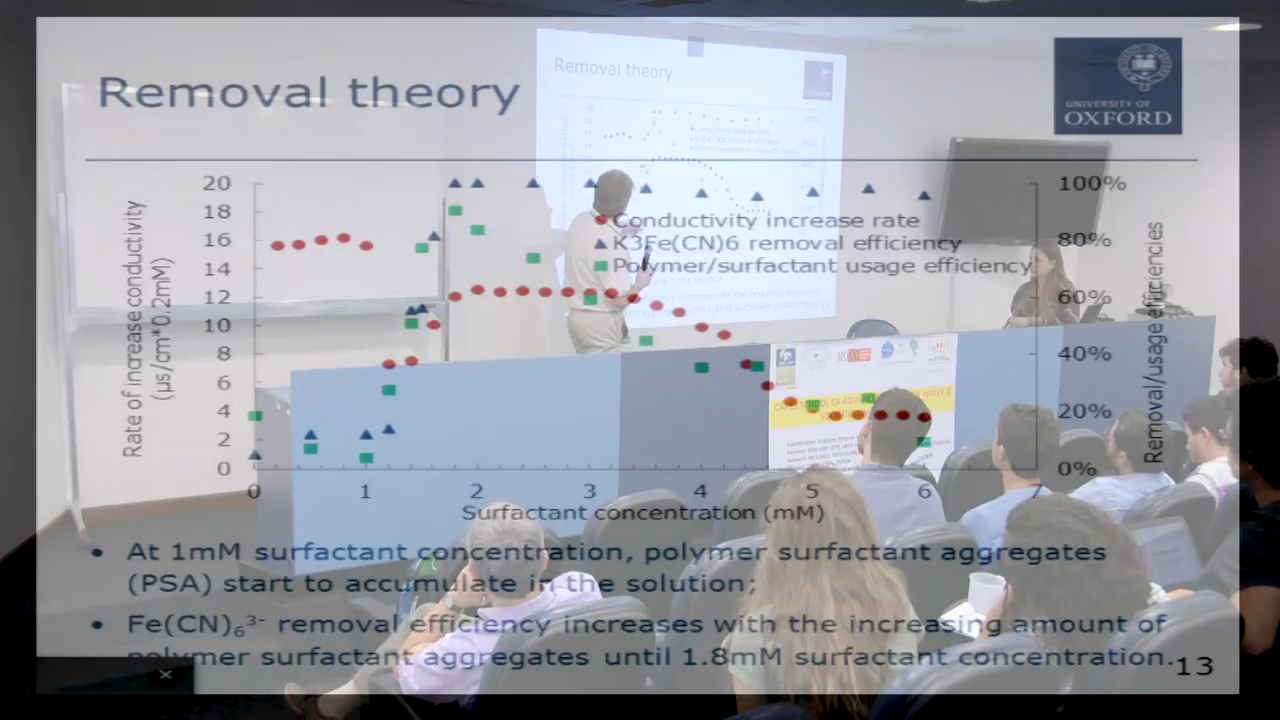 Removal theory
UNIVERSITY OF
OXFORD
Removal theory
20
18
16
14
12
10
8
6
4
2
0
Rate of increase conductivity
(µs/cm*0.2mM)
100%
80%
60%
40%
20%
0%
Removal/usage efficiencies
Conductivity increase rate
K3Fe(CN)6 removal efficiency
Polymer/surfactant usage efficiency
0 1 2 3 4 5 6 7
Surfactant concentration (mM)
• At 1mM surfactant concentration, polymer surfactant aggregates
(PSA) start to accumulate in the solution;
• Fe(CN)₆³⁻ removal efficiency increases with the increasing amount of
polymer surfactant aggregates until 1.8mM surfactant concentration.
13